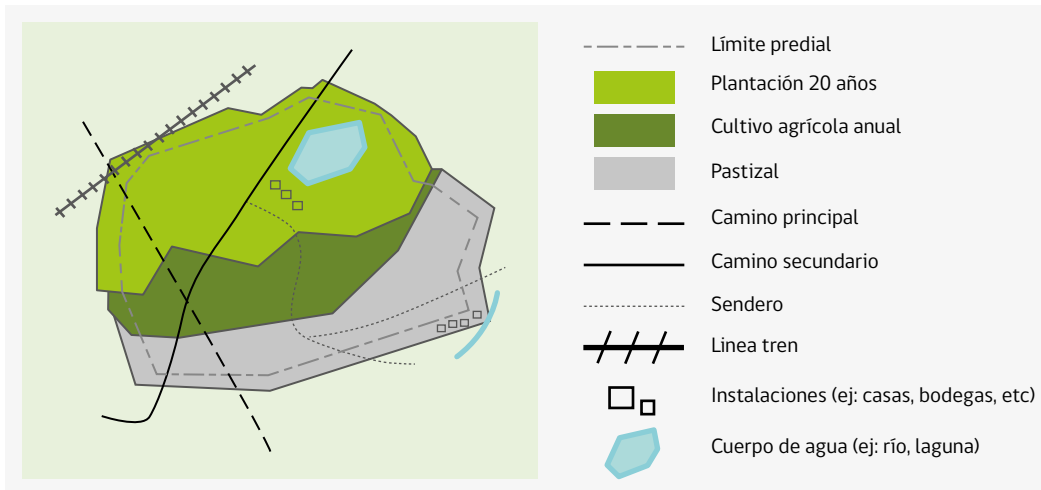 Límite predial
Plantación 20 años
Cultivo agrícola anual
Pastizal
Camino principal
Camino secundario
Sendero
Linea tren
Instalaciones (ej: casas, bodegas, etc)
Cuerpo de agua (ej: río, laguna)